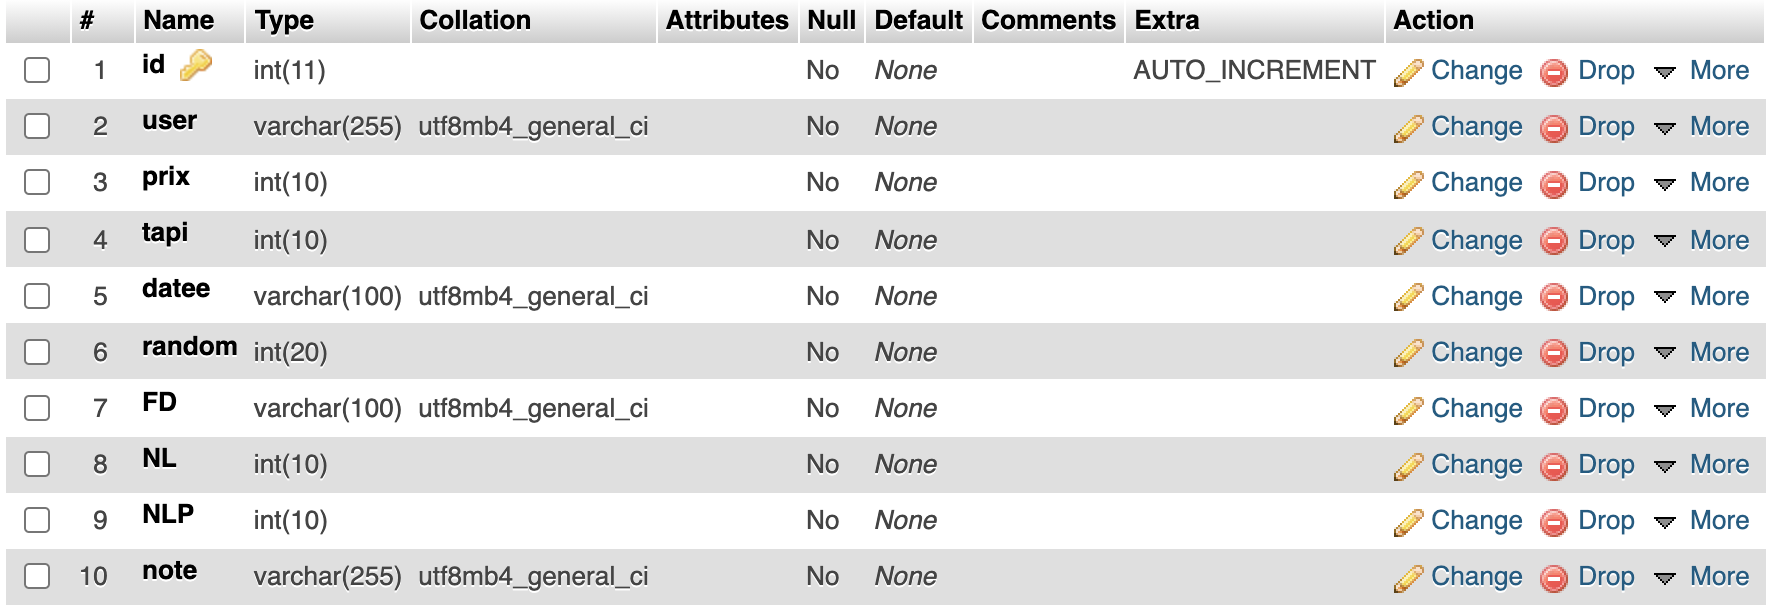 # Name Type Collation Attributes Null Default Comments Extra Action
1 id int(11) No None AUTO_INCREMENT Change Drop More
2 user varchar(255) utf8mb4_general_ci No None Change Drop More
3 prix int(10) No None Change Drop More
4 tapi int(10) No None Change Drop More
5 datee varchar(100) utf8mb4_general_ci No None Change Drop More
6 random int(20) No None Change Drop More
7 FD varchar(100) utf8mb4_general_ci No None Change Drop More
8 NL int(10) No None Change Drop More
9 NLP int(10) No None Change Drop More
10 note varchar(255) utf8mb4_general_ci No None Change Drop More